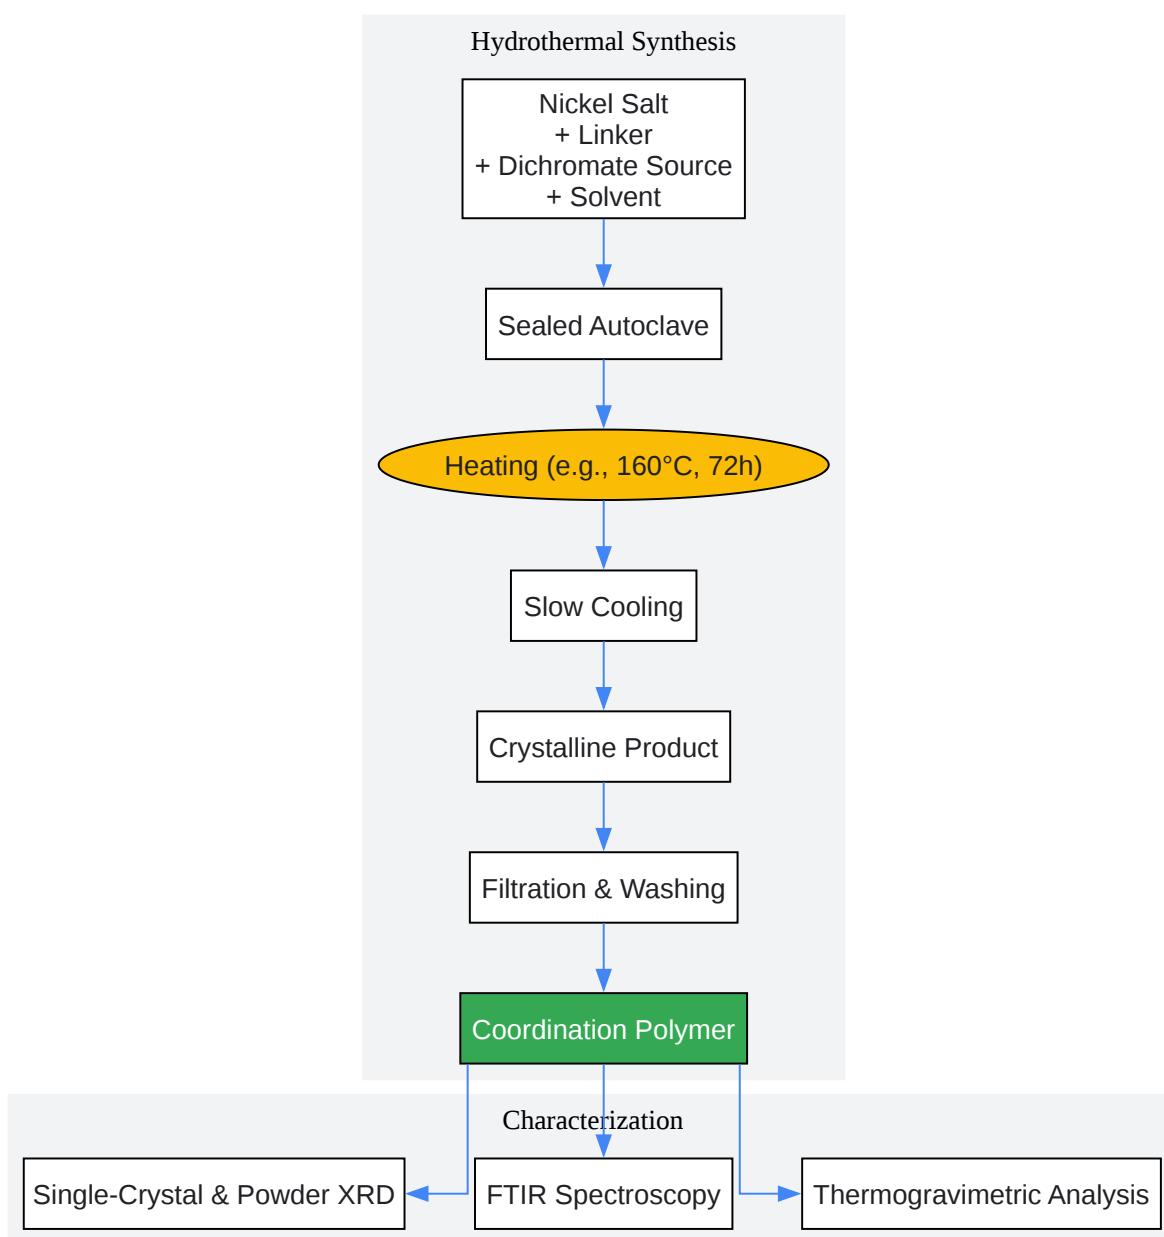 Hydrothermal Synthesis
Nickel Salt
+ Linker
+ Dichromate Source
+ Solvent
Sealed Autoclave
Heating (e.g., 160°C, 72h)
Slow Cooling
Crystalline Product
Filtration & Washing
Coordination Polymer
Characterization
Single-Crystal & Powder XRD
FTIR Spectroscopy
Thermogravimetric Analysis